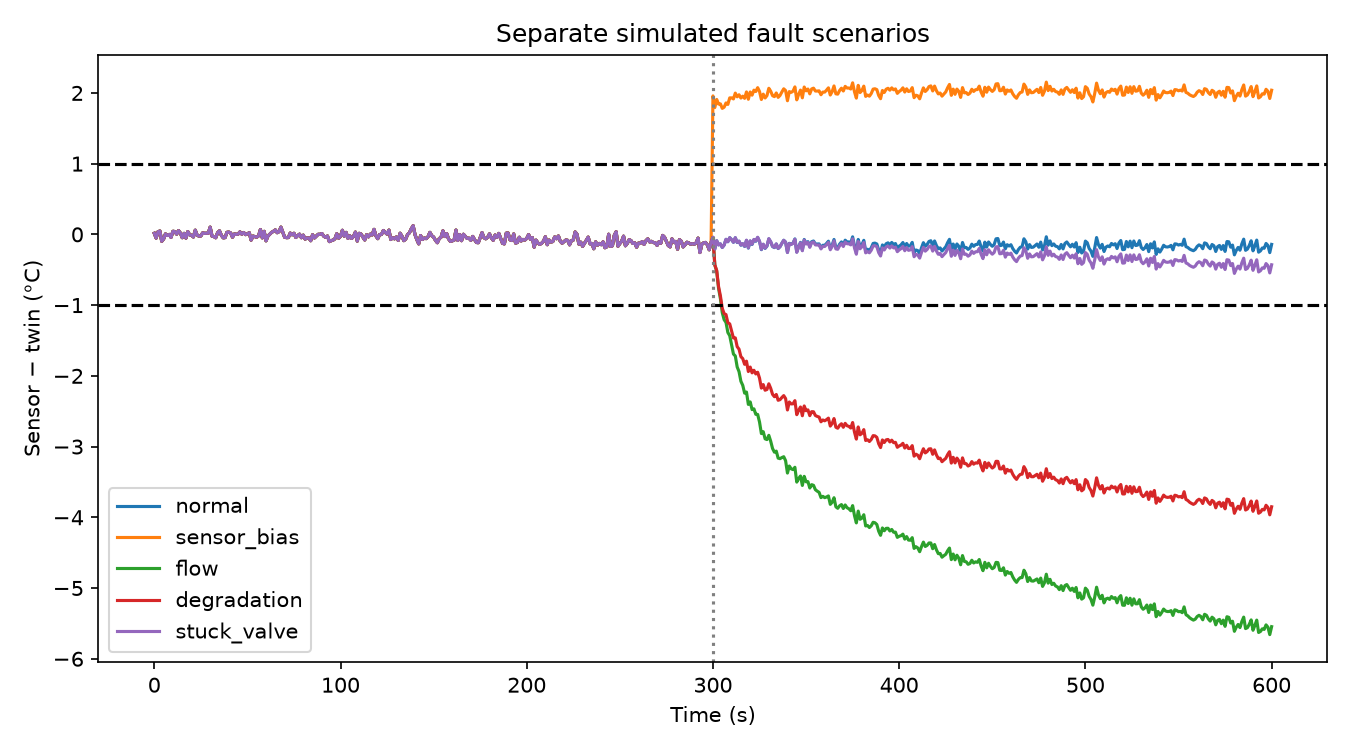 Separate simulated fault scenarios
Sensor − twin (°C)
2
1
0
−1
−2
−3
−4
−5
−6
normal
sensor_bias
flow
degradation
stuck_valve
0 100 200 300 400 500 600
Time (s)